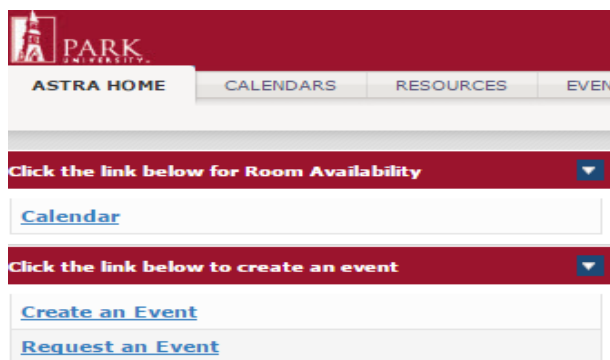 PARK
UNIVERSITY.
ASTRA HOME CALENDARS RESOURCES EVEN
Click the link below for Room Availability
Calendar
Click the link below to create an event
Create an Event
Request an Event